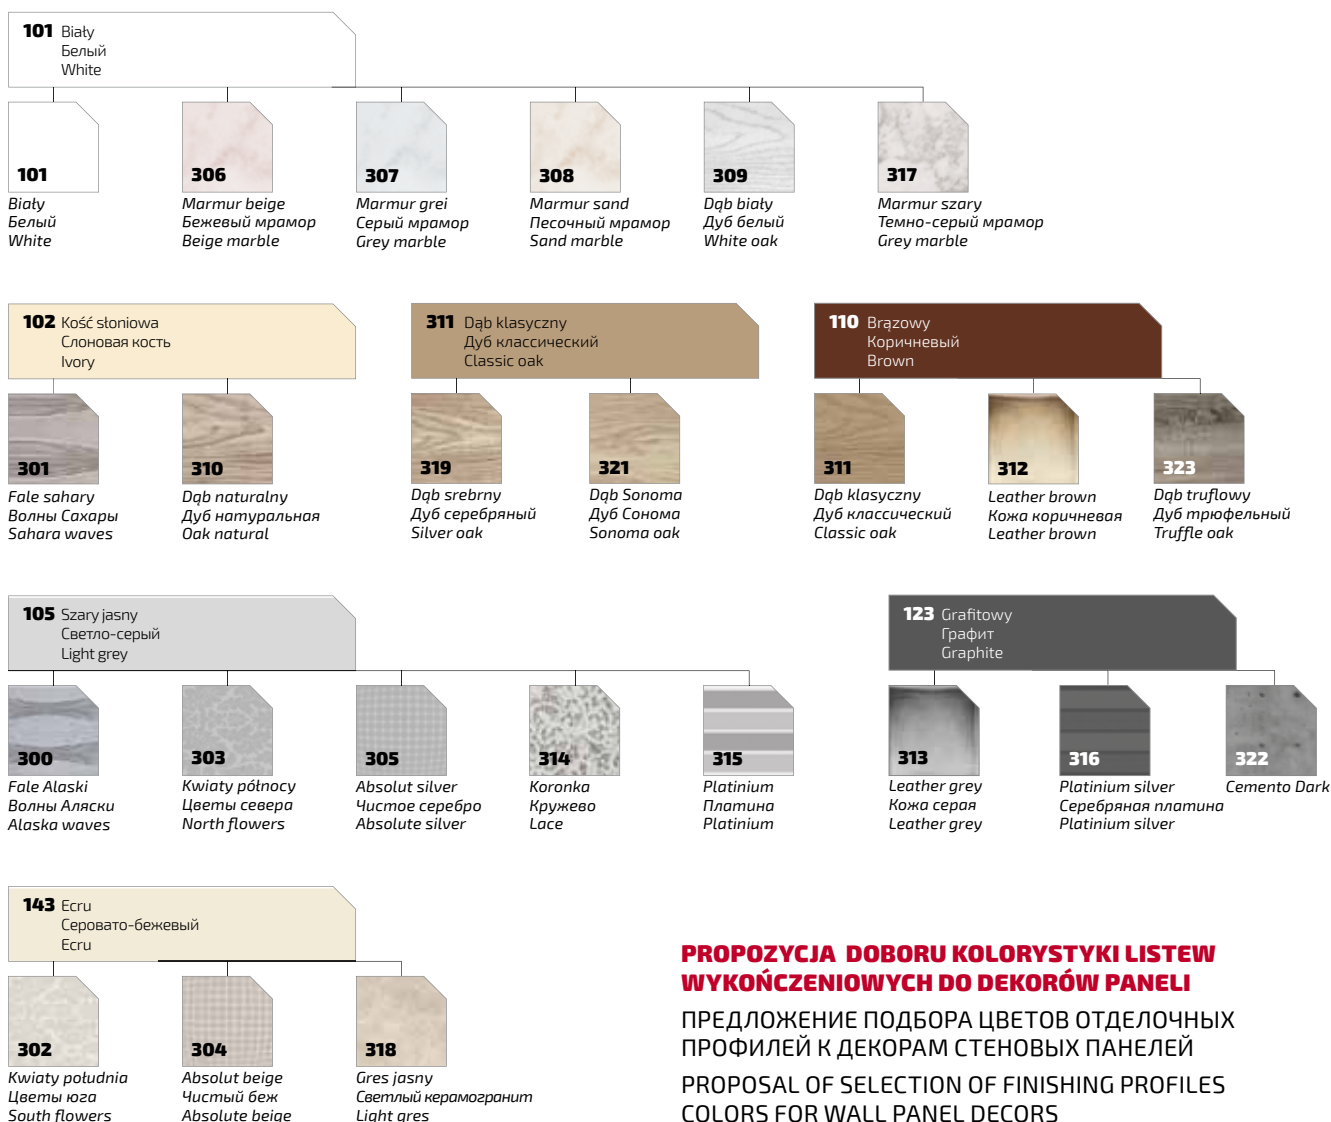 101 Biały
Белый
White
101
Biały
Белый
White
306
Marmur beige
Бежевый мрамор
Beige marble
307
Marmur grei
Серый мрамор
Grey marble
308
Marmur sand
Песочный мрамор
Sand marble
309
Dąb biały
Дуб белый
White oak
317
Marmur szary
Темно-серый мрамор
Grey marble
102 Kość słoniowa
Слоновая кость
Ivory
301
Fale sahary
Волны Сахары
Sahara waves
310
Dąb naturalny
Дуб натуральная
Oak natural
311 Dąb klasyczny
Дуб классический
Classic oak
319
Dąb srebrny
Дуб серебряный
Silver oak
321
Dąb Sonoma
Дуб Сонома
Sonoma oak
110 Brązowy
Коричневый
Brown
311
Dąb klasyczny
Дуб классический
Classic oak
312
Leather brown
Кожа коричневая
Leather brown
323
Dąb truflowy
Дуб трюфельный
Truffle oak
105 Szary jasny
Светло-серый
Light grey
300
Fale Alaski
Волны Аляски
Alaska waves
303
Kwiaty północy
Цветы севера
North flowers
305
Absolut silver
Чистое серебро
Absolute silver
314
Koronka
Кружево
Lace
315
Platinium
Платина
Platinium
123 Grafitowy
Графит
Graphite
313
Leather grey
Кожа серая
Leather grey
316
Platinium silver
Серебряная платина
Platinium silver
322
Cemento Dark
143 Ecru
Серовато-бежевый
Ecru
302
Kwiaty południa
Цветы юга
South flowers
304
Absolut beige
Чистый беж
Absolute beige
318
Gres jasny
Светлый керамогранит
Light gres
PROPOZYCJA DOBORU KOLORYSTYKI LISTEW
WYKOŃCZENIOWYCH DO DEKORÓW PANELI
ПРЕДЛОЖЕНИЕ ПОДБОРА ЦВЕТОВ ОТДЕЛОЧНЫХ
ПРОФИЛЕЙ К ДЕКОРАМ СТЕНОВЫХ ПАНЕЛЕЙ
PROPOSAL OF SELECTION OF FINISHING PROFILES
COLORS FOR WALL PANEL DECORS